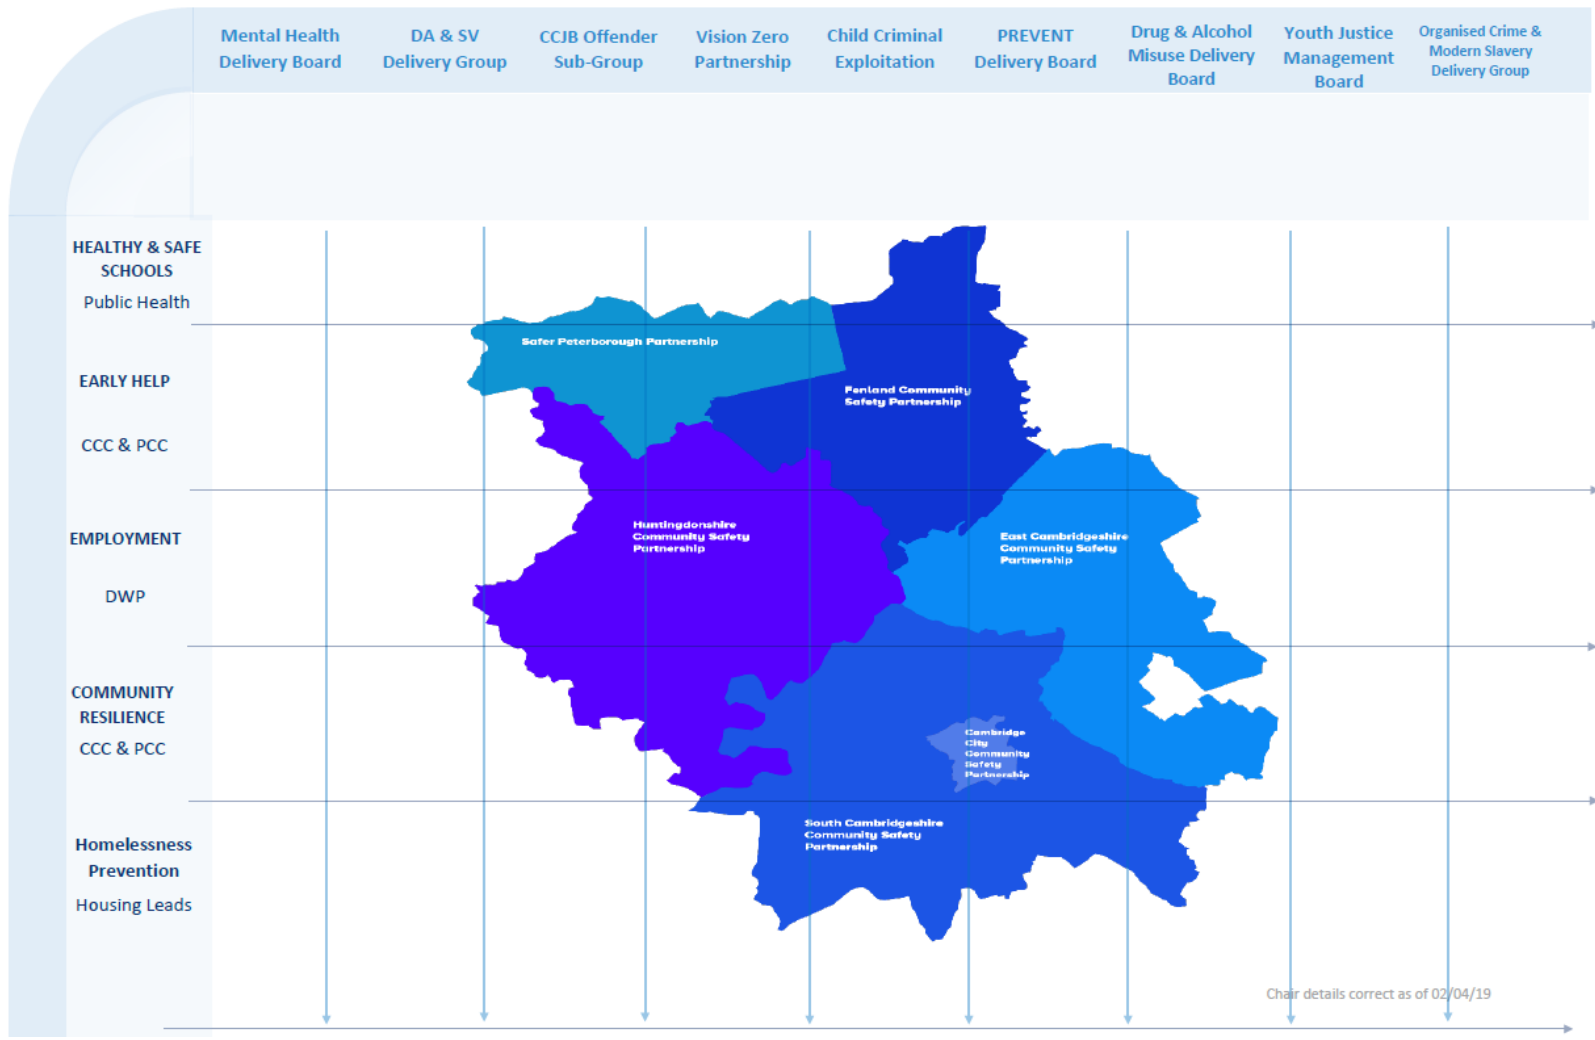 Mental Health
Delivery Board
DA & SV
Delivery Group
CCJB Offender
Sub-Group
Vision Zero
Partnership
Child Criminal
Exploitation
PREVENT
Delivery Board
Drug & Alcohol
Misuse Delivery
Board
Youth Justice
Management
Board
Organised Crime &
Modern Slavery
Delivery Group
HEALTHY & SAFE
SCHOOLS
Public Health
EARLY HELP
CCC & PCC
EMPLOYMENT
DWP
COMMUNITY
RESILIENCE
CCC & PCC
Homelessness
Prevention
Housing Leads
Safer Peterborough Partnership
Fenland Community
Safety Partnership
Huntingdonshire
Community Safety
Partnership
East Cambridgeshire
Community Safety
Partnership
Cambridge
City
Community
Safety
Partnership
South Cambridgeshire
Community Safety
Partnership
Chair details correct as of 02/04/19